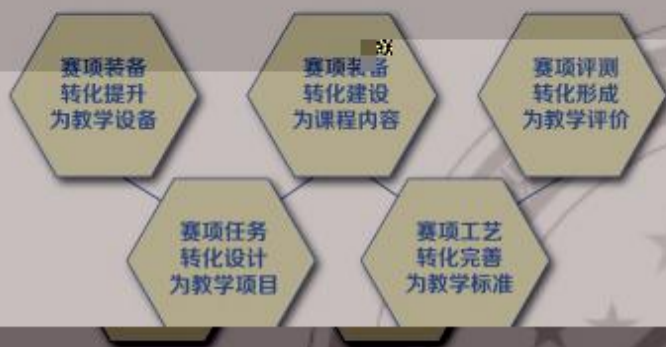 赛项装备
转化提升
为教学设备
赛项装备
转化建设
为课程内容
赛项评测
转化形成
为教学评价
赛项任务
转化设计
为教学项目
赛项工艺
转化完善
为教学标准